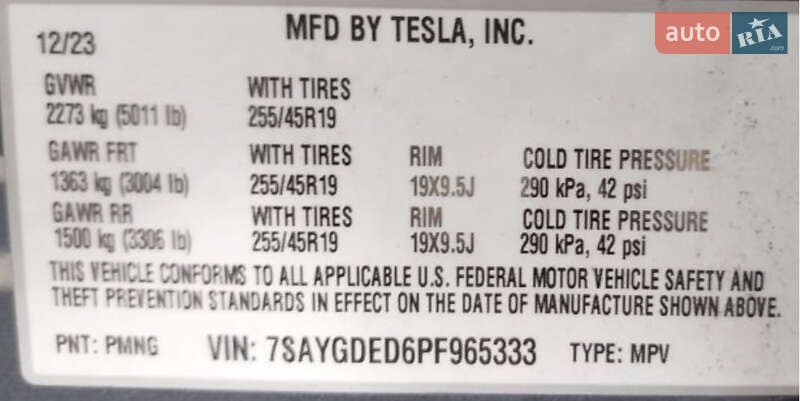 auto RIA.com
12/23 MFD BY TESLA, INC.
GVWR WITH TIRES
2273 kg (5011 lb) 255/45R19
GAWR FRT WITH TIRES RIM COLD TIRE PRESSURE
1363 kg (3004 lb) 255/45R19 19X9.5J 290 kPa, 42 psi
GAWR RR WITH TIRES RIM COLD TIRE PRESSURE
1500 kg (3306 lb) 255/45R19 19X9.5J 290 kPa, 42 psi
THIS VEHICLE CONFORMS TO ALL APPLICABLE U.S. FEDERAL MOTOR VEHICLE SAFETY AND
THEFT PREVENTION STANDARDS IN EFFECT ON THE DATE OF MANUFACTURE SHOWN ABOVE.
PNT: PMNG VIN: 7SAYGDED6PF965333 TYPE: MPV